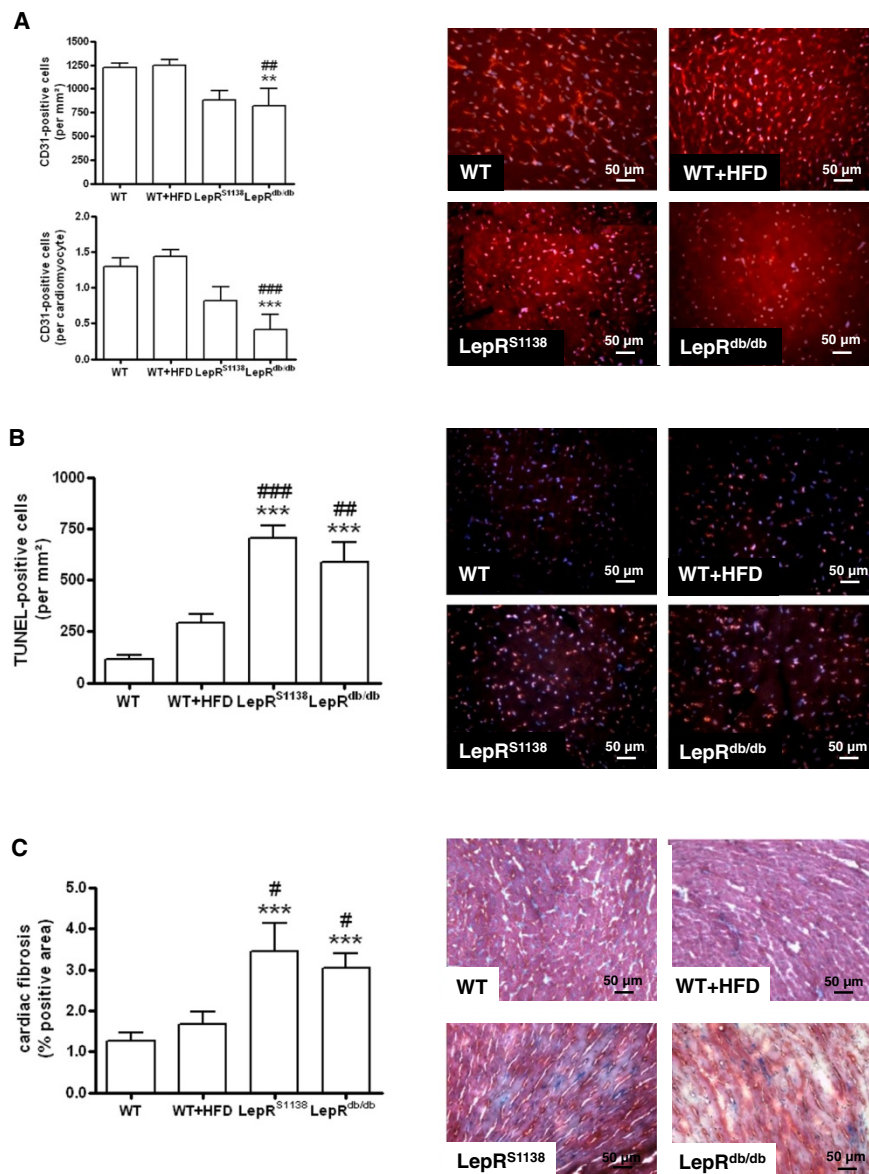 A
CD31-positive cells
(per mm²)
1500
1250
1000
750
500
250
0
##
**
WT
WT+HFD
LepR^S1138
LepR^db/db
CD31-positive cells
(per cardiomyocyte)
2.0
1.5
1.0
0.5
0.0
###
***
WT
WT+HFD
LepR^S1138
LepR^db/db
WT
50 µm
WT+HFD
50 µm
LepR^S1138
50 µm
LepR^db/db
50 µm
B
TUNEL-positive cells
(per mm²)
1000
750
500
250
0
###
***
##
***
WT
WT+HFD
LepR^S1138
LepR^db/db
WT
50 µm
WT+HFD
50 µm
LepR^S1138
50 µm
LepR^db/db
50 µm
C
cardiac fibrosis
(% positive area)
5.0
4.0
3.0
2.0
1.0
0.0
#
***
#
***
WT
WT+HFD
LepR^S1138
LepR^db/db
WT
50 µm
WT+HFD
50 µm
LepR^S1138
50 µm
LepR^db/db
50 µm